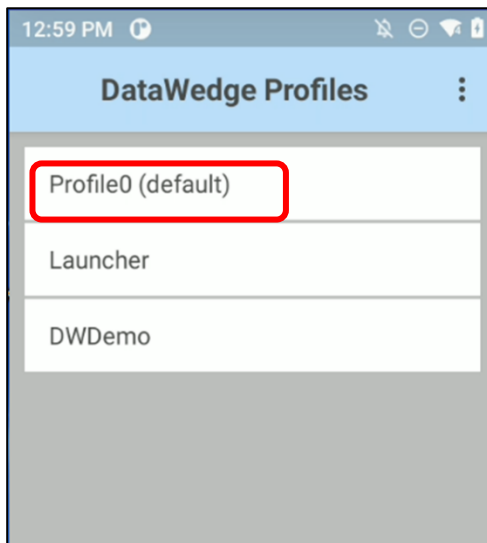 12:59 PM
DataWedge Profiles
Profile0 (default)
Launcher
DWDemo